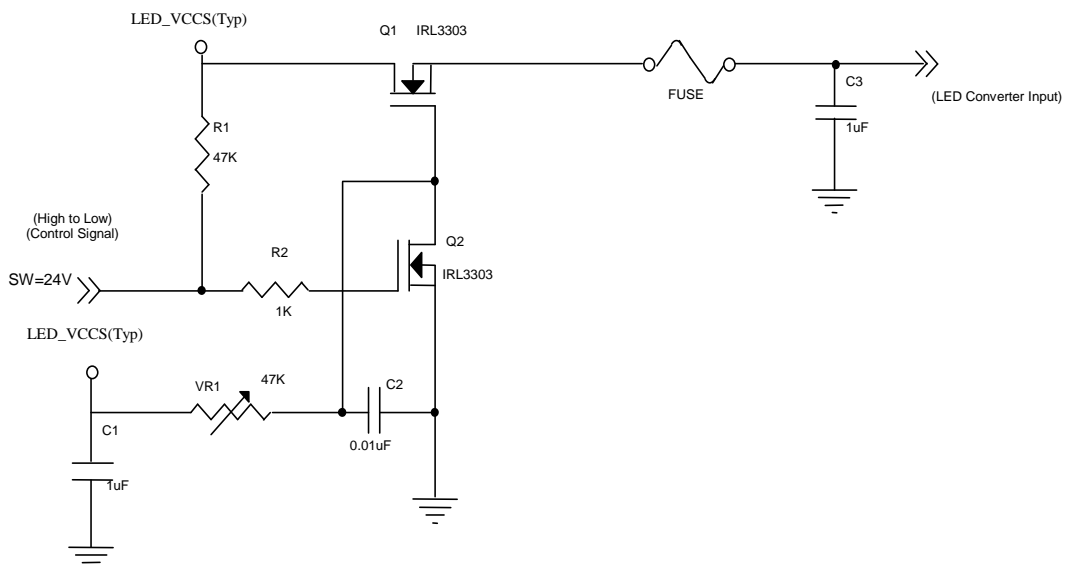 LED_VCCS(Typ)
Q1 IRL3303
FUSE
C3
(LED Converter Input)
1uF
R1
47K
(High to Low)
(Control Signal)
SW=24V
R2
1K
Q2
IRL3303
LED_VCCS(Typ)
VR1
47K
C2
0.01uF
C1
1uF